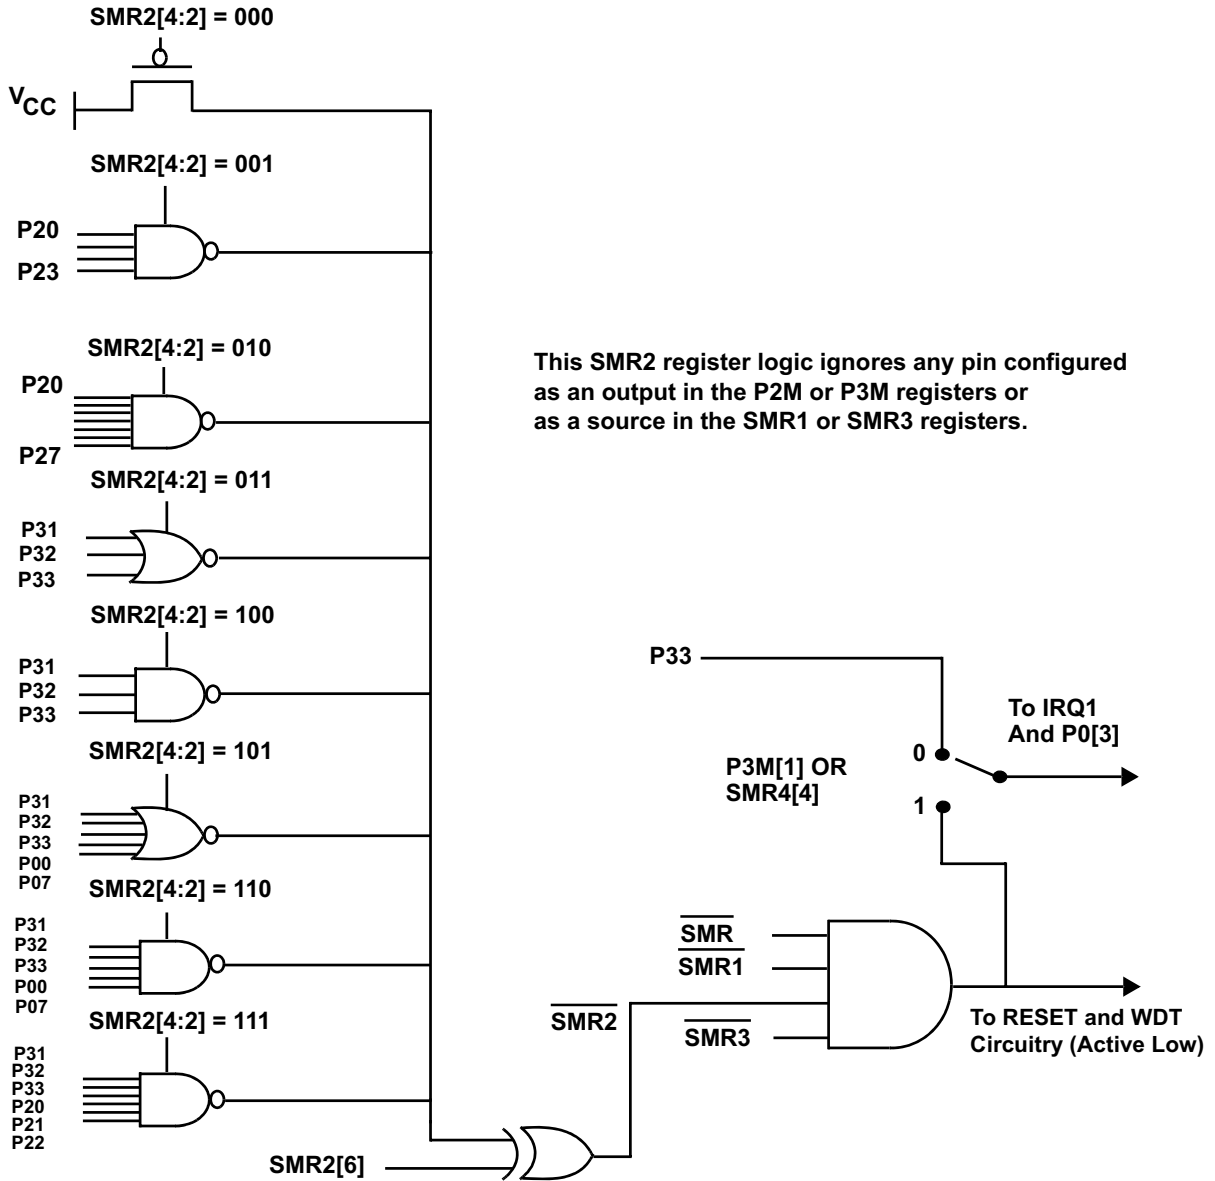 SMR2[4:2] = 000
VCC
SMR2[4:2] = 001
P20
P23
SMR2[4:2] = 010
P20
P27
This SMR2 register logic ignores any pin configured
as an output in the P2M or P3M registers or
as a source in the SMR1 or SMR3 registers.
SMR2[4:2] = 011
P31
P32
P33
SMR2[4:2] = 100
P31
P32
P33
SMR2[4:2] = 101
P31
P32
P33
P00
P07
SMR2[4:2] = 110
P31
P32
P33
P00
P07
SMR2[4:2] = 111
P31
P32
P33
P20
P21
P22
SMR2[6]
P33
To IRQ1
And P0[3]
0
P3M[1] OR
SMR4[4]
1
SMR
SMR1
SMR2
SMR3
To RESET and WDT
Circuitry (Active Low)